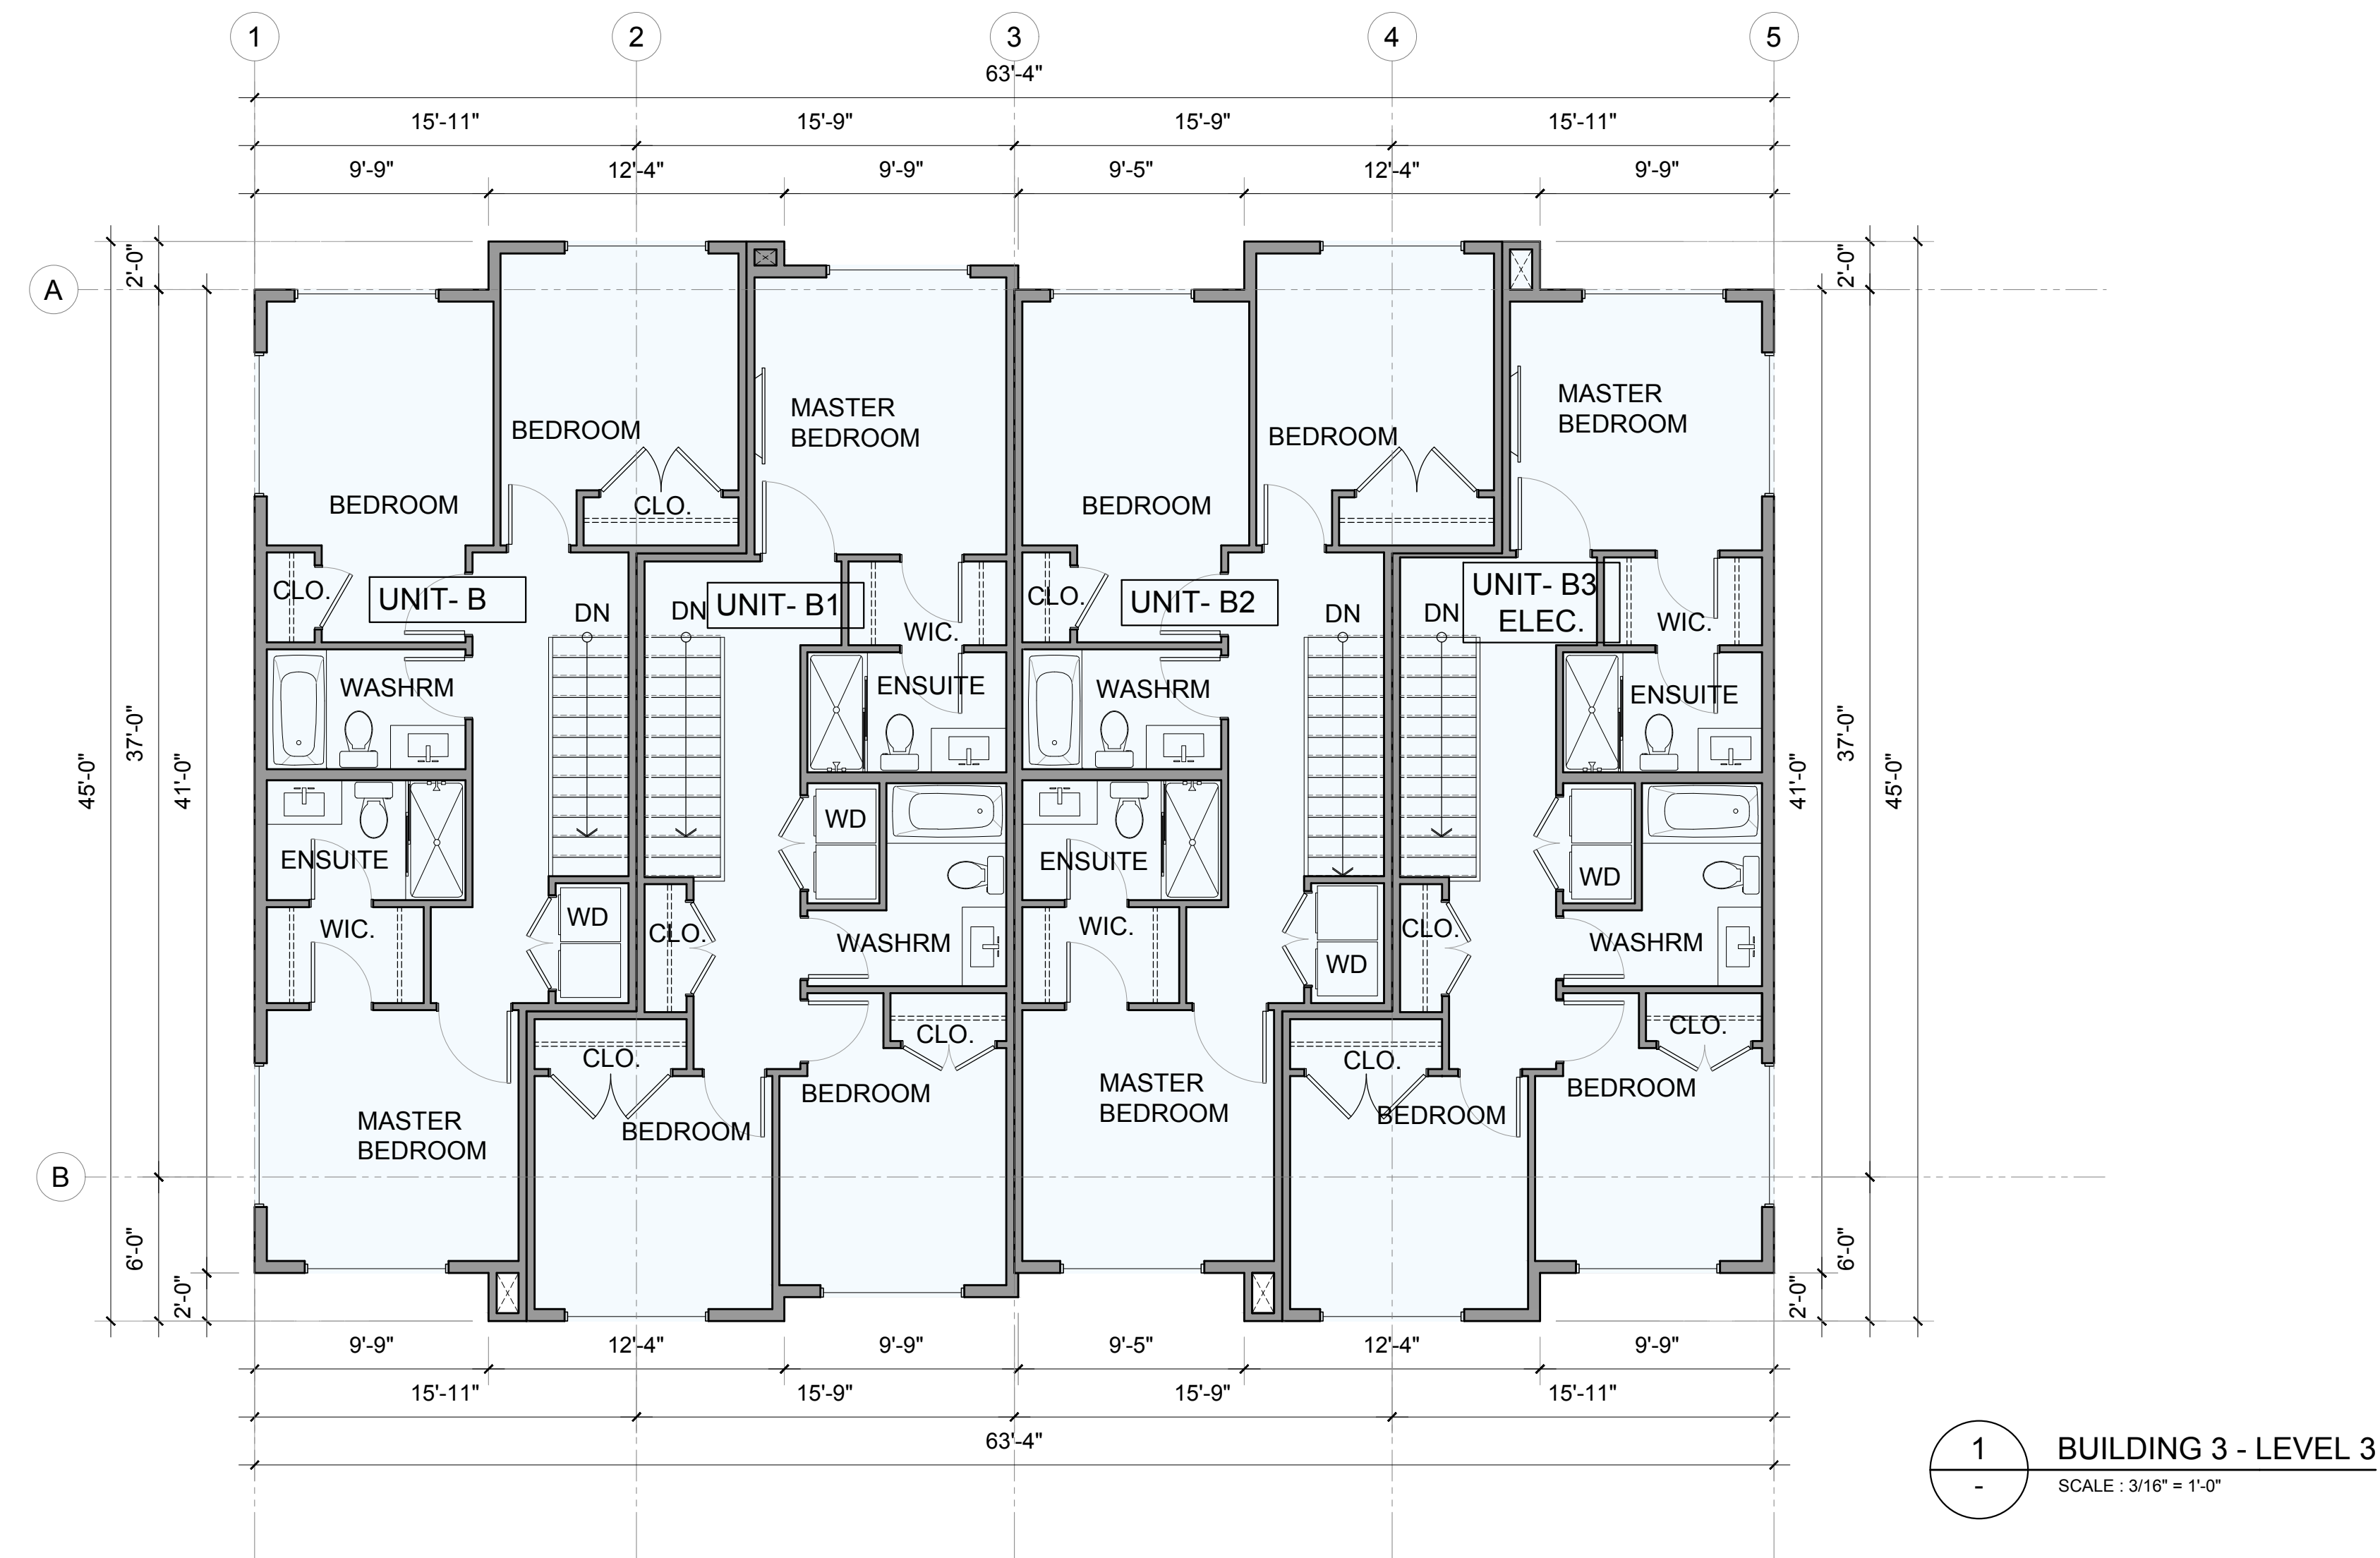 1 2 3 4 5
63'-4"
15'-11" 15'-9" 15'-9" 15'-11"
9'-9" 12'-4" 9'-9" 9'-5" 12'-4" 9'-9"
2'-0" 2'-0"
A
MASTER
BEDROOM
MASTER
BEDROOM
BEDROOM BEDROOM
BEDROOM CLO. BEDROOM
CLO. UNIT- B DN DN UNIT- B1 WIC. CLO. UNIT- B2 DN DN UNIT- B3
ELEC. WIC.
WASHRM ENSUITE WASHRM ENSUITE
45'-0" 37'-0" 41'-0" 41'-0" 37'-0" 45'-0"
WD
ENSUITE ENSUITE WD
WIC. WD CLO. WASHRM WIC. WD CLO. WASHRM
CLO. CLO. CLO. CLO.
BEDROOM MASTER
BEDROOM BEDROOM
MASTER
BEDROOM BEDROOM BEDROOM
B
6'-0" 6'-0"
2'-0" 2'-0"
9'-9" 12'-4" 9'-9" 9'-5" 12'-4" 9'-9"
15'-11" 15'-9" 15'-9" 15'-11"
63'-4"
1 BUILDING 3 - LEVEL 3
- SCALE : 3/16" = 1'-0"